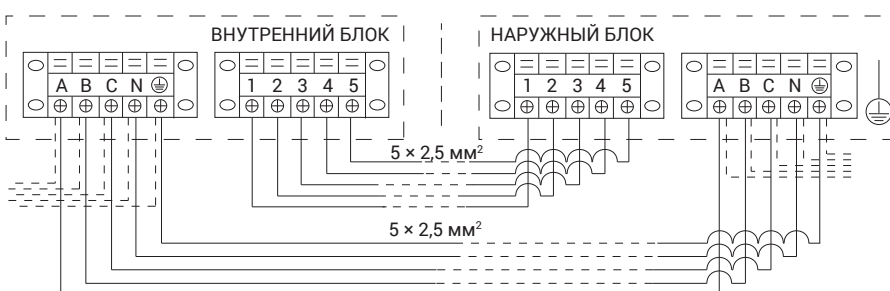 ВНУТРЕННИЙ БЛОК
НАРУЖНЫЙ БЛОК
A B C N
1 2 3 4 5
1 2 3 4 5
A B C N
5 × 2,5 мм²
5 × 2,5 мм²